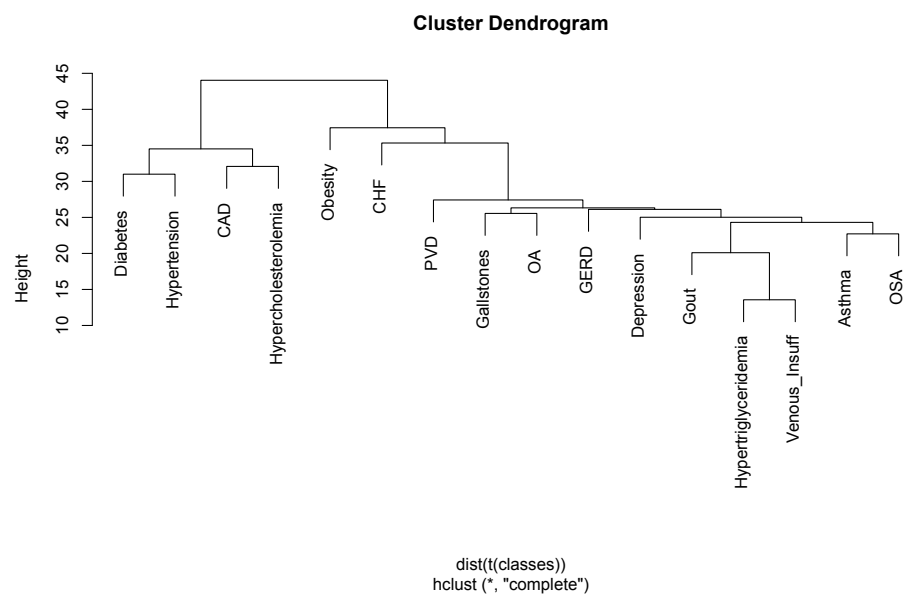 Cluster Dendrogram
Height
45
40
35
30
25
20
15
10
Diabetes
Hypertension
CAD
Hypercholesterolemia
Obesity
CHF
PVD
Gallstones
OA
GERD
Depression
Gout
Hypertriglyceridemia
Venous_Insuff
Asthma
OSA
dist(t(classes))
hclust (*, "complete")